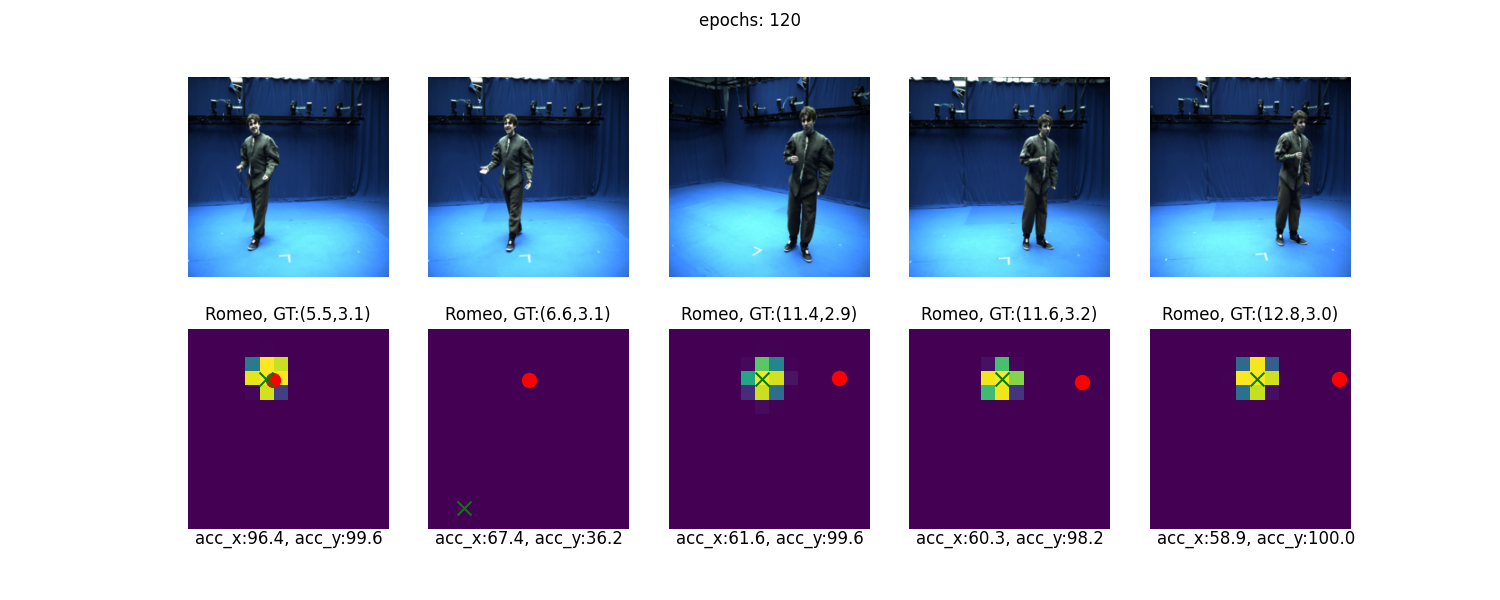 epochs: 120
Romeo, GT:(5.5,3.1)
Romeo, GT:(6.6,3.1)
Romeo, GT:(11.4,2.9)
Romeo, GT:(11.6,3.2)
Romeo, GT:(12.8,3.0)
acc_x:96.4, acc_y:99.6
acc_x:67.4, acc_y:36.2
acc_x:61.6, acc_y:99.6
acc_x:60.3, acc_y:98.2
acc_x:58.9, acc_y:100.0